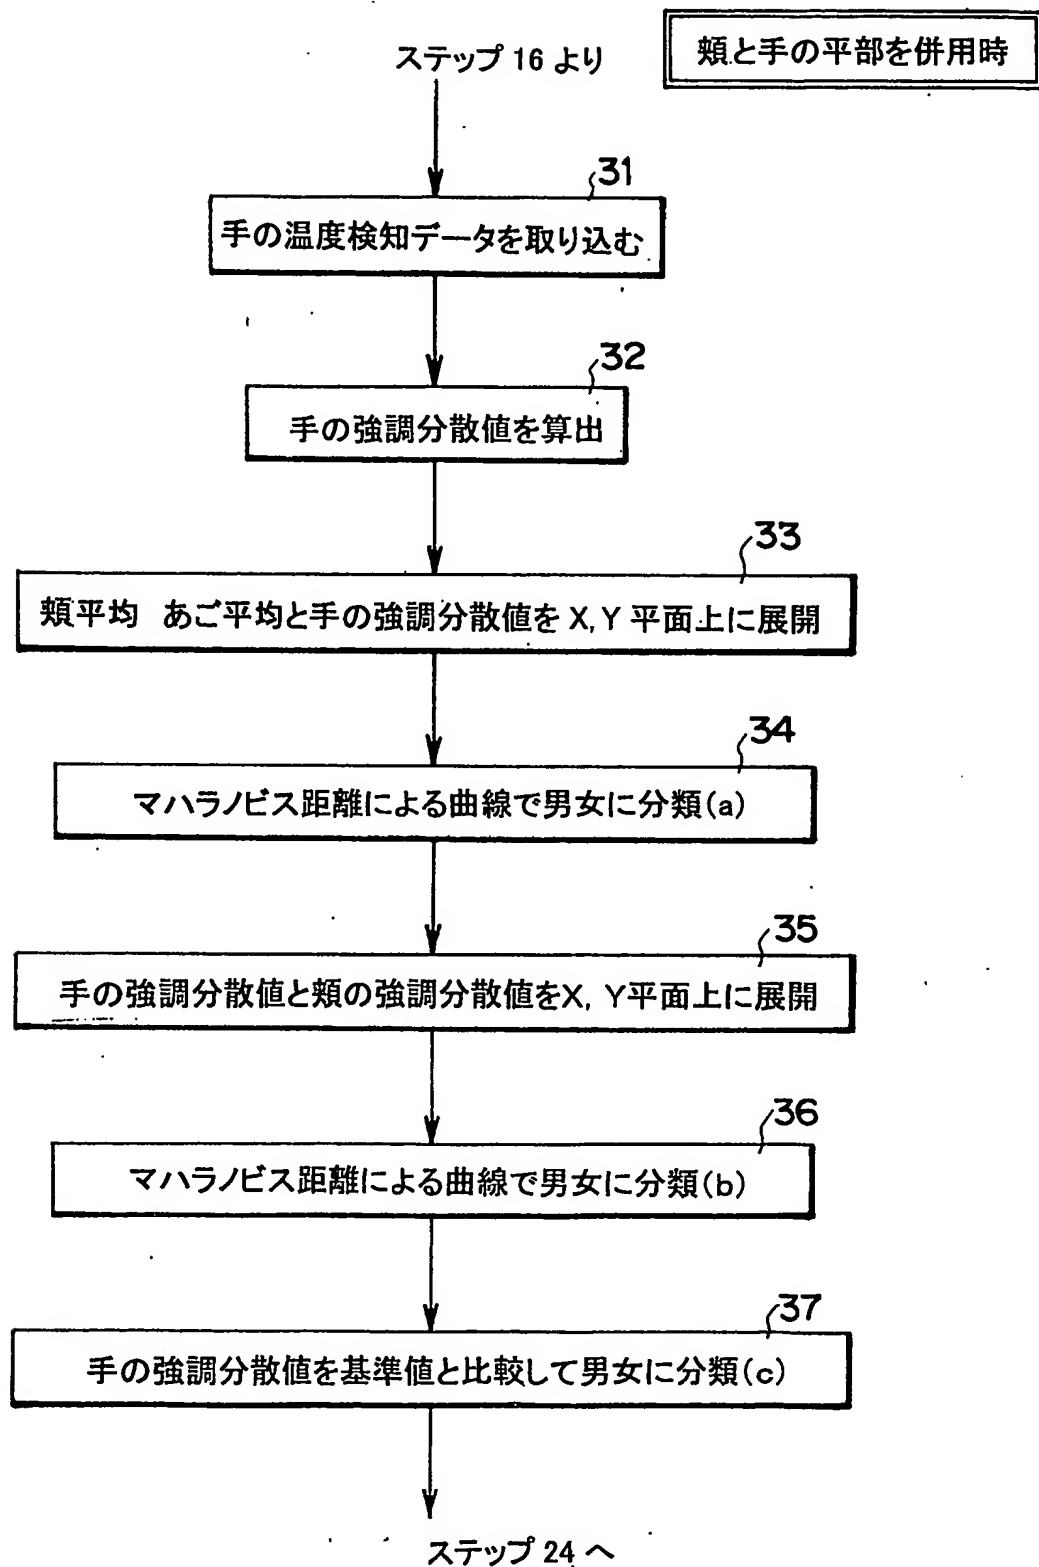 頬と手の平部を併用時
ステップ 16 より
31
手の温度検知データを取り込む
32
手の強調分散値を算出
33
頬平均 あご平均と手の強調分散値を X, Y 平面上に展開
34
マハラノビス距離による曲線で男女に分類(a)
35
手の強調分散値と頬の強調分散値をX, Y平面上に展開
36
マハラノビス距離による曲線で男女に分類(b)
37
手の強調分散値を基準値と比較して男女に分類(c)
ステップ 24 へ